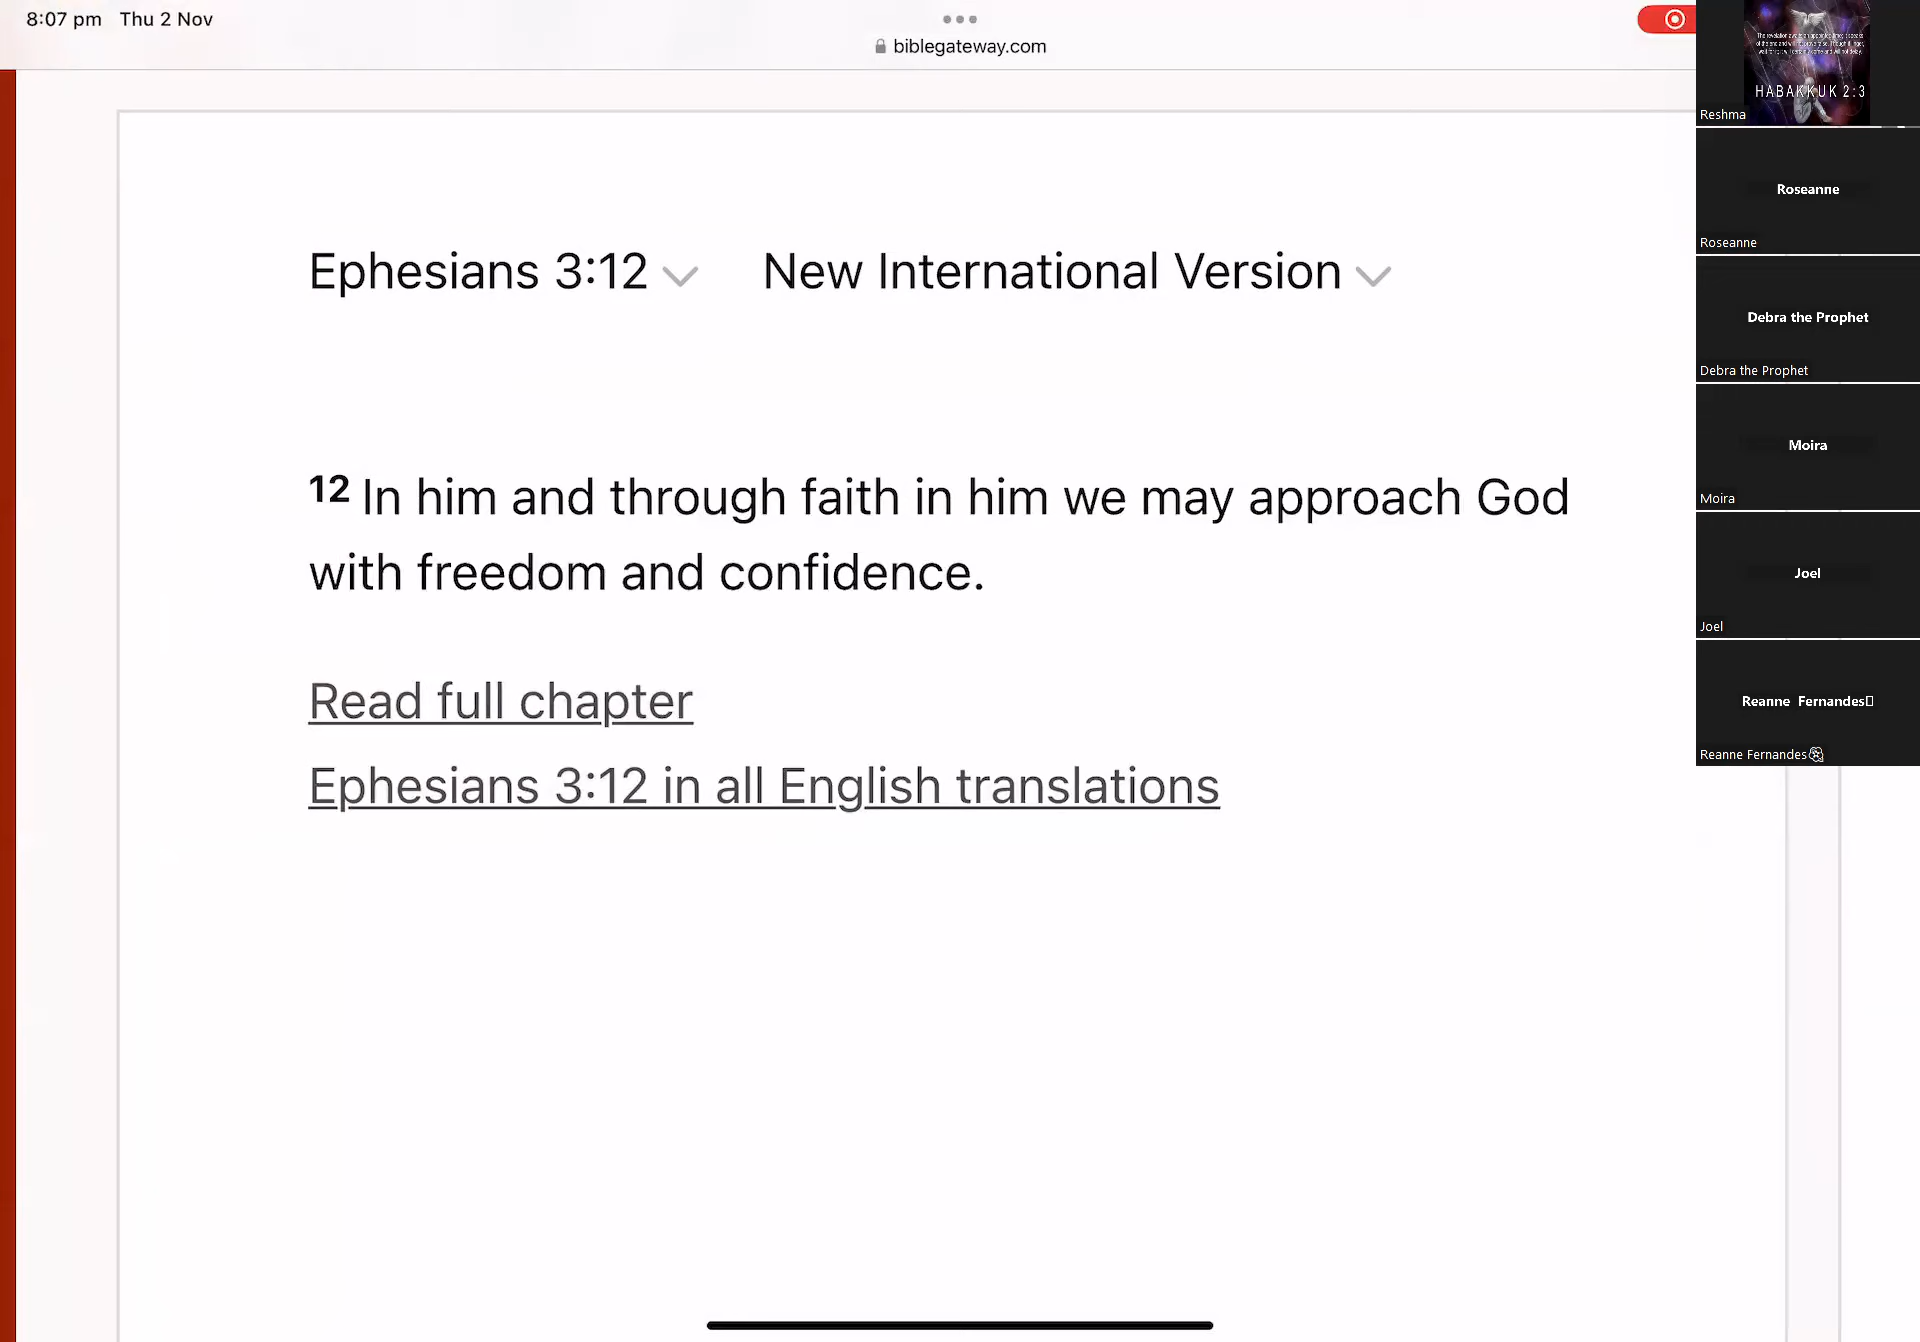 8:07 pm Thu 2 Nov
biblegateway.com
Ephesians 3:12
New International Version
12 In him and through faith in him we may approach God
with freedom and confidence.
Read full chapter
Ephesians 3:12 in all English translations
HABAKKUK 2:3
Reshma
Roseanne
Roseanne
Debra the Prophet
Debra the Prophet
Moira
Moira
Joel
Joel
Reanne Fernandes
Reanne Fernandes